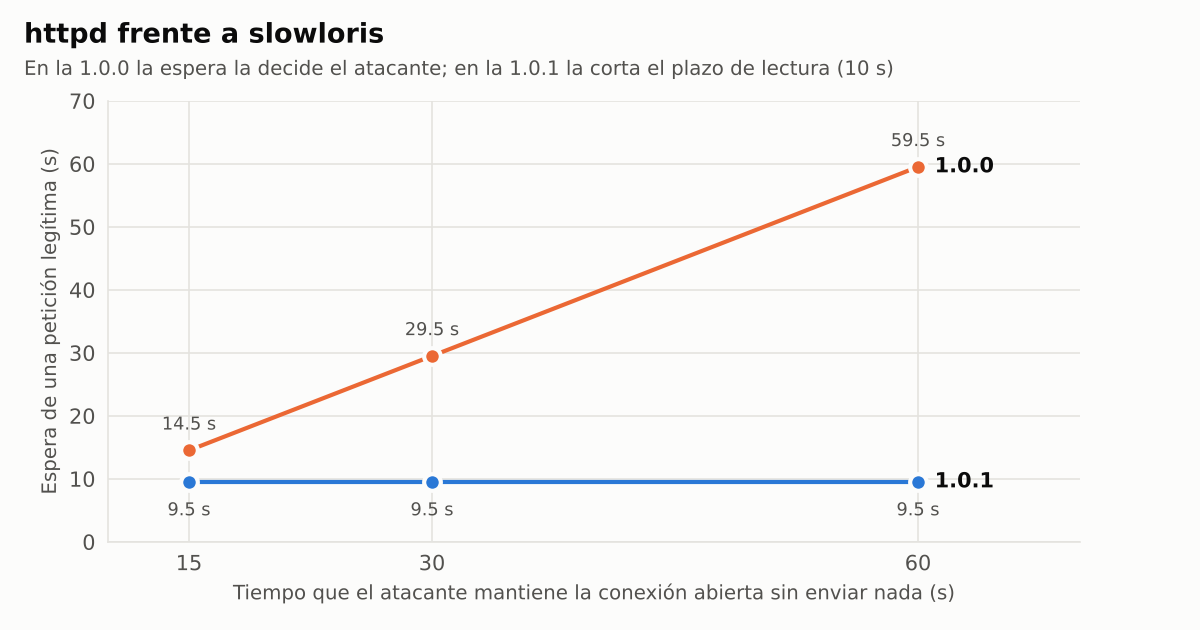 httpd frente a slowloris
En la 1.0.0 la espera la decide el atacante; en la 1.0.1 la corta el plazo de lectura (10 s)
Espera de una petición legítima (s)
70
60
50
40
30
20
10
0
59.5 s
1.0.0
29.5 s
14.5 s
1.0.1
9.5 s
9.5 s
9.5 s
15
30
60
Tiempo que el atacante mantiene la conexión abierta sin enviar nada (s)